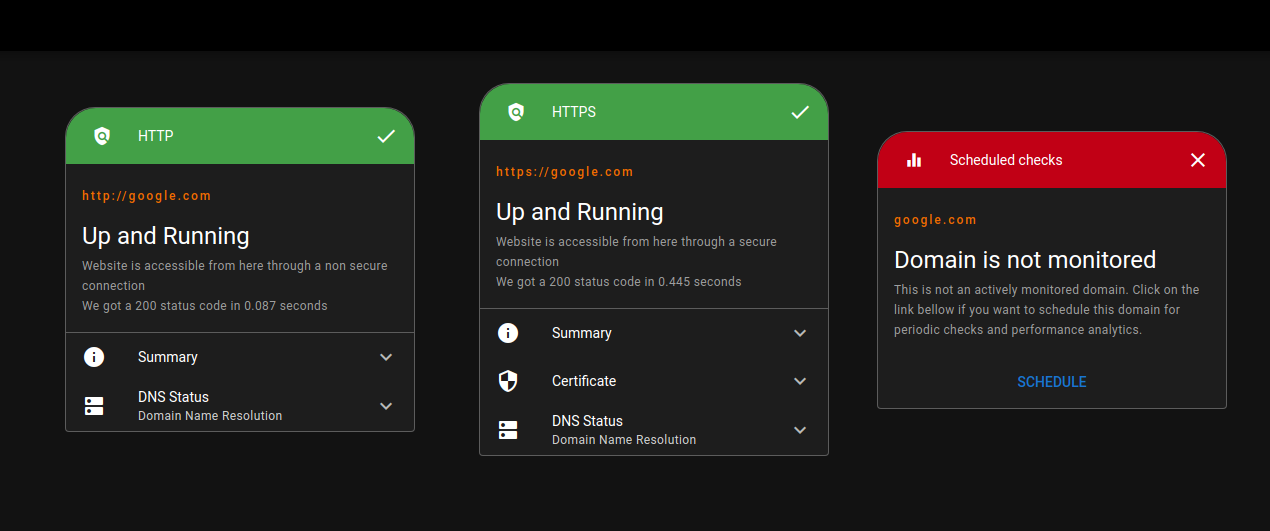 HTTP
http://google.com
Up and Running
Website is accessible from here through a non secure
connection
We got a 200 status code in 0.087 seconds
Summary
DNS Status
Domain Name Resolution
HTTPS
https://google.com
Up and Running
Website is accessible from here through a secure
connection
We got a 200 status code in 0.445 seconds
Summary
Certificate
DNS Status
Domain Name Resolution
Scheduled checks
google.com
Domain is not monitored
This is not an actively monitored domain. Click on the
link bellow if you want to schedule this domain for
periodic checks and performance analytics.
SCHEDULE